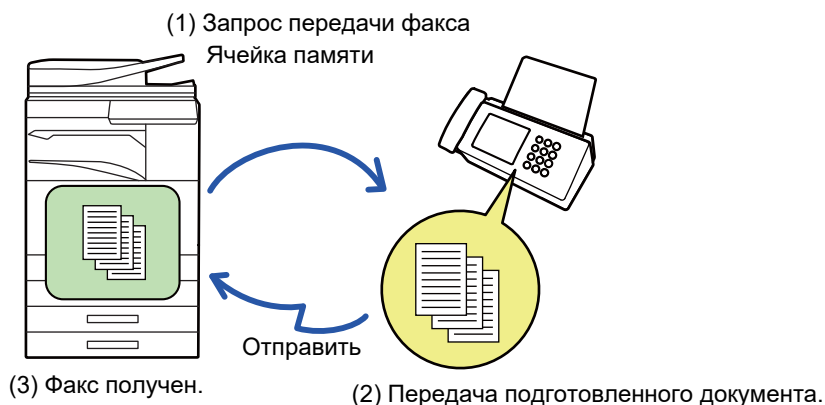 (1) Запрос передачи факса
Ячейка памяти
Отправить
(3) Факс получен.
(2) Передача подготовленного документа.